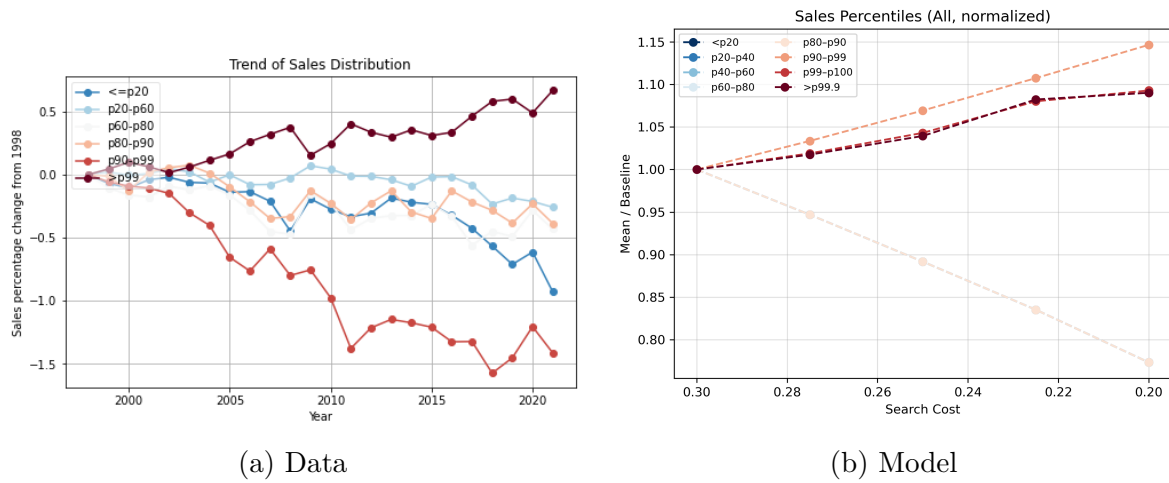 Trend of Sales Distribution
<=p20
p20-p60
p60-p80
p80-p90
p90-p99
>p99
0.5
0.0
−0.5
−1.0
−1.5
Sales percentage change from 1998
2000 2005 2010 2015 2020
Year
(a) Data
Sales Percentiles (All, normalized)
<p20
p20–p40
p40–p60
p60–p80
p80–p90
p90–p99
p99–p100
>p99.9
1.15
1.10
1.05
1.00
0.95
0.90
0.85
0.80
Mean / Baseline
0.30 0.28 0.26 0.24 0.22 0.20
Search Cost
(b) Model